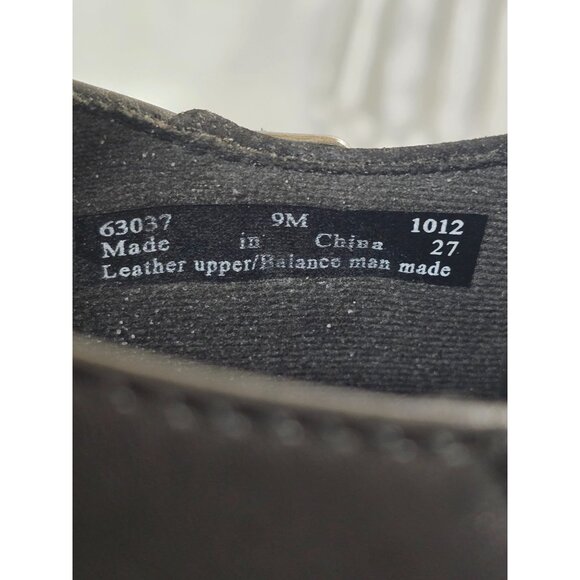 63037 9M 1012
Made in China 27
Leather upper/Balance man made